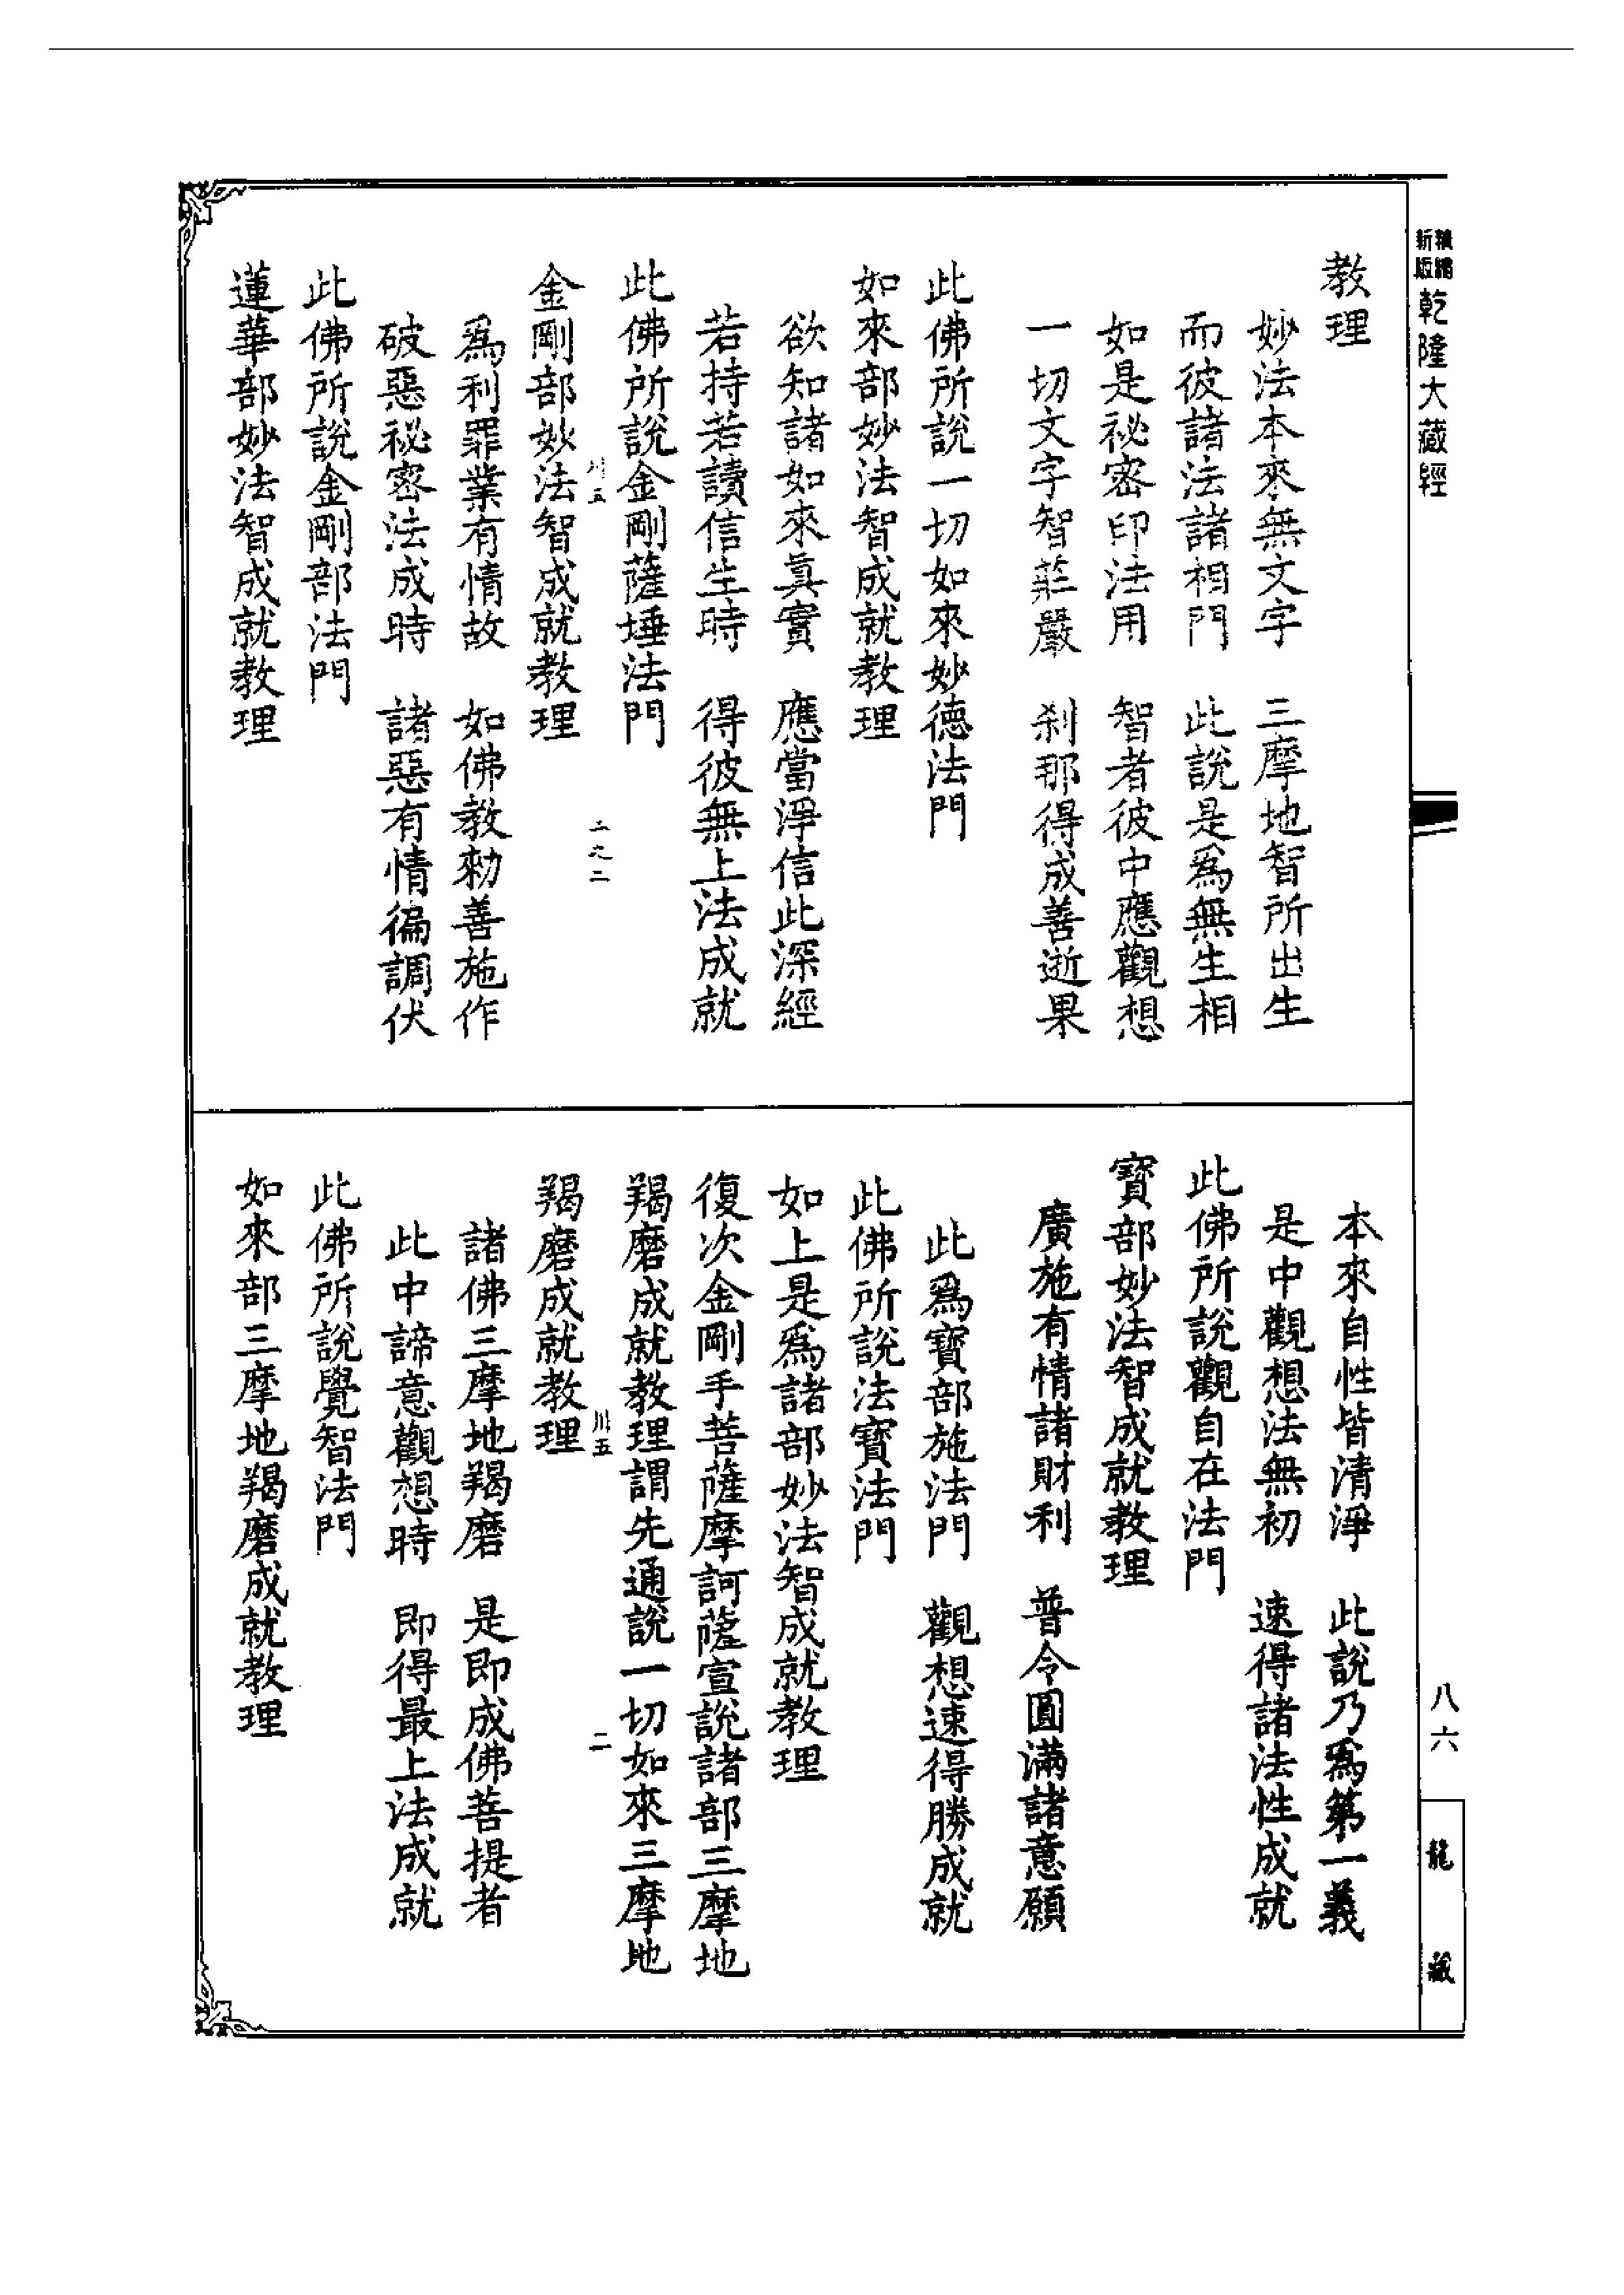 新版精縮乾隆大藏經
教理
妙法本來無文字　三摩地智所出生
而彼諸法諸相門　此說是爲無生相
如是祕密印法用　智者彼中應觀想
一切文字智莊嚴　剎那得成善逝果
此佛所說一切如來妙德法門
如來部妙法智成就教理
欲知諸如來眞實　應當淨信此深經
若持若讀信生時　得彼無上法成就
此佛所說金剛薩埵法門
川五　二之二
金剛部妙法智成就教理
爲利罪業有情故　如佛教勑善施作
破惡祕密法成時　諸惡有情徧調伏
此佛所說金剛部法門
蓮華部妙法智成就教理
本來自性皆清淨　此說乃爲第一義
是中觀想法無初　速得諸法性成就
此佛所說觀自在法門
寶部妙法智成就教理
廣施有情諸財利　普令圓滿諸意願
此爲寶部施法門　觀想速得勝成就
此佛所說法寶法門
如上是爲諸部妙法智成就教理
復次金剛手菩薩摩訶薩宣說諸部三摩地
羯磨成就教理謂先通說一切如來三摩地
川五　二
羯磨成就教理
諸佛三摩地羯磨　是即成佛菩提者
此中諦意觀想時　即得最上法成就
此佛所說覺智法門
如來部三摩地羯磨成就教理
八六
龍藏